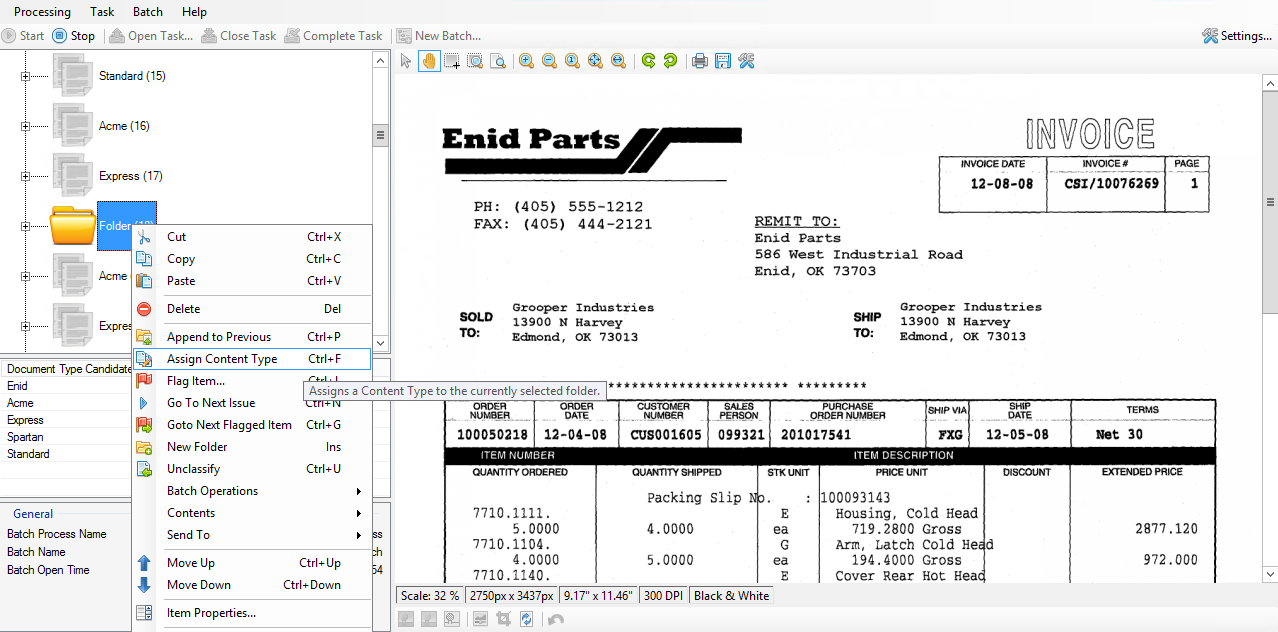 Processing Task Batch Help
Start Stop Open Task... Close Task Complete Task New Batch... Settings...
Standard (15)
Acme (16)
Express (17)
Folder
Acme
Cut Ctrl+X
Copy Ctrl+C
Paste Ctrl+V
Delete Del
Append to Previous Ctrl+P
Assign Content Type Ctrl+F
Flag Item...
Go To Next Issue Ctrl+N
Goto Next Flagged Item Ctrl+G
New Folder Ins
Unclassify Ctrl+U
Batch Operations
Contents
Send To
Move Up Ctrl+Up
Move Down Ctrl+Down
Item Properties...
Assigns a Content Type to the currently selected folder.
Document Type Candidate
Enid
Acme
Express
Spartan
Standard
General
Batch Process Name
Batch Name
Batch Open Time
Enid Parts
INVOICE
INVOICE DATE INVOICE # PAGE
12-08-08 CSI/10076269 1
PH: (405) 555-1212
FAX: (405) 444-2121
REMIT TO:
Enid Parts
586 West Industrial Road
Enid, OK 73703
SOLD TO:
Grooper Industries
13900 N Harvey
Edmond, OK 73013
SHIP TO:
Grooper Industries
13900 N Harvey
Edmond, OK 73013
*********************** *********
ORDER NUMBER ORDER DATE CUSTOMER NUMBER SALES PERSON PURCHASE ORDER NUMBER SHIP VIA SHIP DATE TERMS
100050218 12-04-08 CUS001605 099321 201017541 FXG 12-05-08 Net 30
ITEM NUMBER ITEM DESCRIPTION
QUANTITY ORDERED QUANTITY SHIPPED STK UNIT PRICE UNIT DISCOUNT EXTENDED PRICE
Packing Slip No. : 100093143
7710.1111. E Housing, Cold Head
5.0000 4.0000 ea 719.2800 Gross 2877.120
7710.1104. G Arm, Latch Cold Head
4.0000 5.0000 ea 194.4000 Gross 972.000
7710.1140. E Cover Rear Hot Head
Scale: 32 % 2750px x 3437px 9.17" x 11.46" 300 DPI Black & White